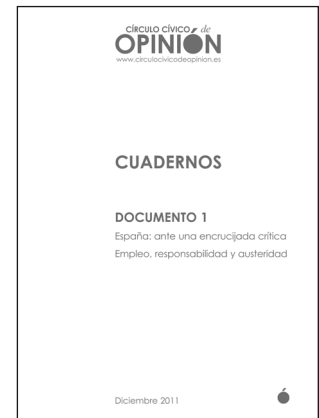 CÍRCULO CÍVICO de
OPINIÓN
www.circulocivicodeopinion.es
CUADERNOS
DOCUMENTO 1
España: ante una encrucijada crítica
Empleo, responsabilidad y austeridad
Diciembre 2011